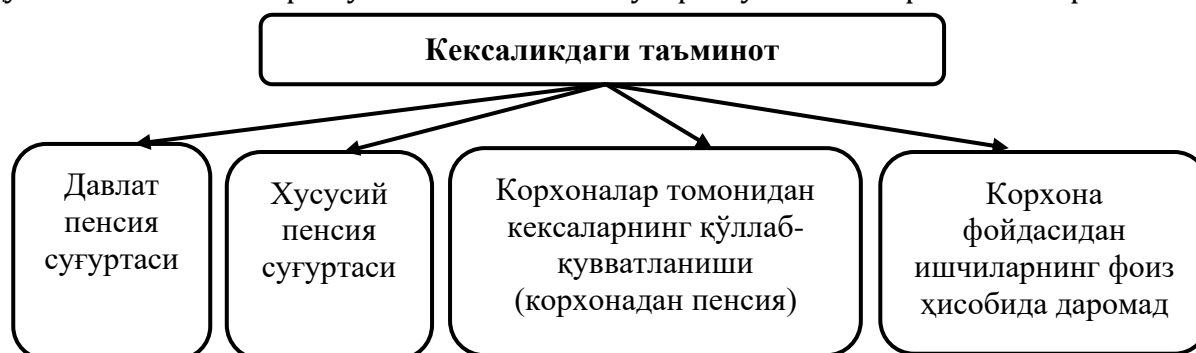 Кексаликдаги таъминот
Давлат
пенсия
суғуртаси
Хусусий
пенсия
суғуртаси
Корхоналар томонидан
кексаларнинг қўллаб-
қувватланиши
(корхонадан пенсия)
Корхона
фойдасидан
ишчиларнинг фоиз
ҳисобида даромад